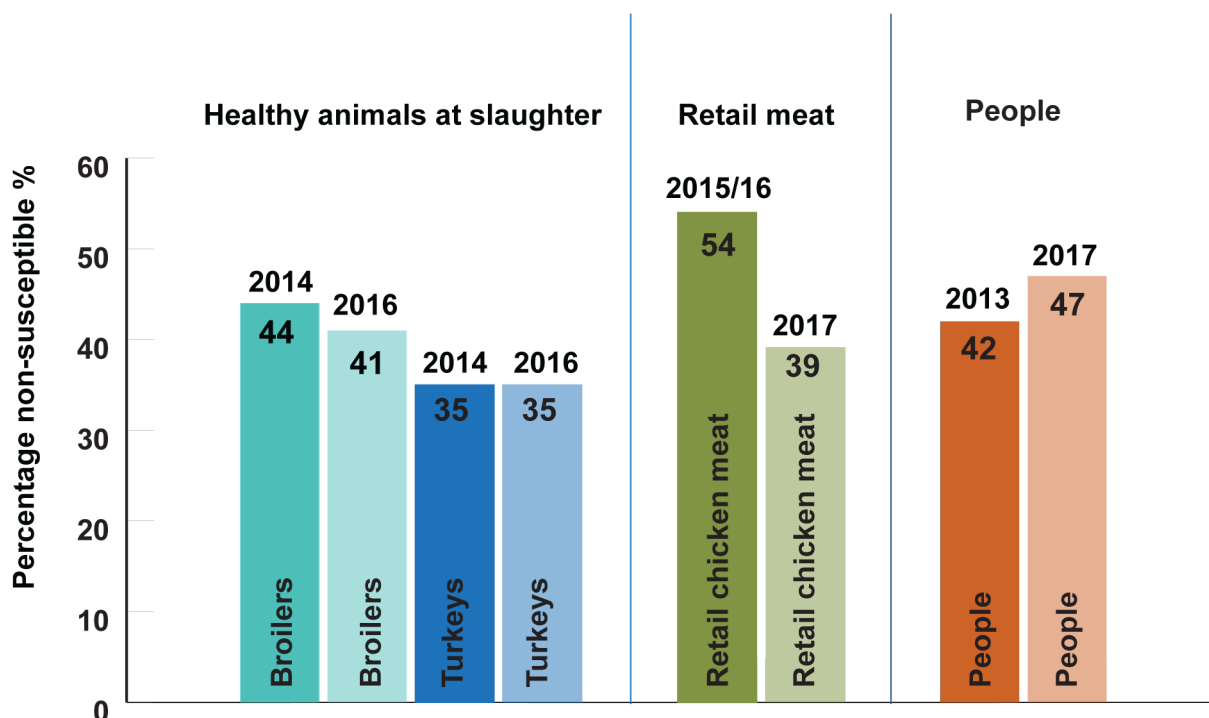 Healthy animals at slaughter
Retail meat
People
Percentage non-susceptible %
60
50
40
30
20
10
0
2014
44
Broilers
2016
41
Broilers
2014
35
Turkeys
2016
35
Turkeys
2015/16
54
Retail chicken meat
2017
39
Retail chicken meat
2013
42
People
2017
47
People